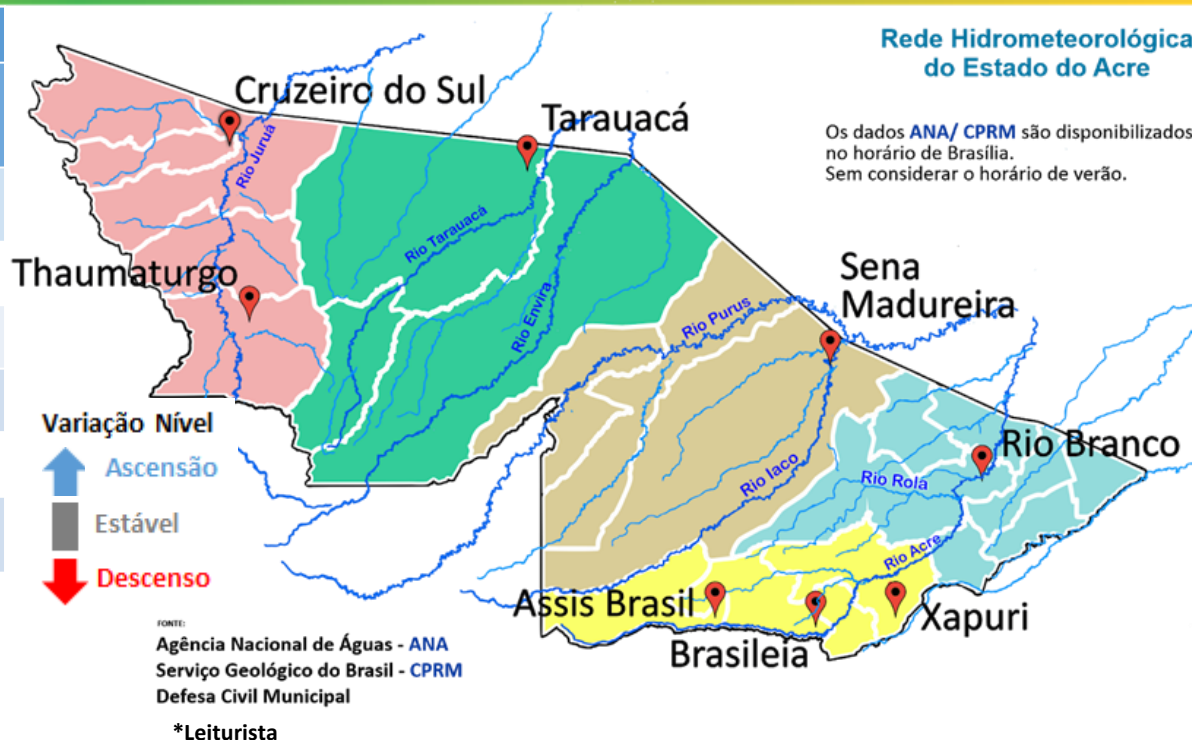 Rede Hidrometeorológica
do Estado do Acre
Os dados ANA/ CPRM são disponibilizados
no horário de Brasília.
Sem considerar o horário de verão.
Cruzeiro do Sul
Tarauacá
Rio Juruá
Rio Tarauacá
Thaumaturgo
Rio Envira
Sena
Madureira
Rio Purus
Rio Branco
Rio Iaco
Rio Rolá
Rio Acre
Assis Brasil
Brasileia
Xapuri
Variação Nível
Ascensão
Estável
Descenso
FONTE:
Agência Nacional de Águas - ANA
Serviço Geológico do Brasil - CPRM
Defesa Civil Municipal
*Leiturista